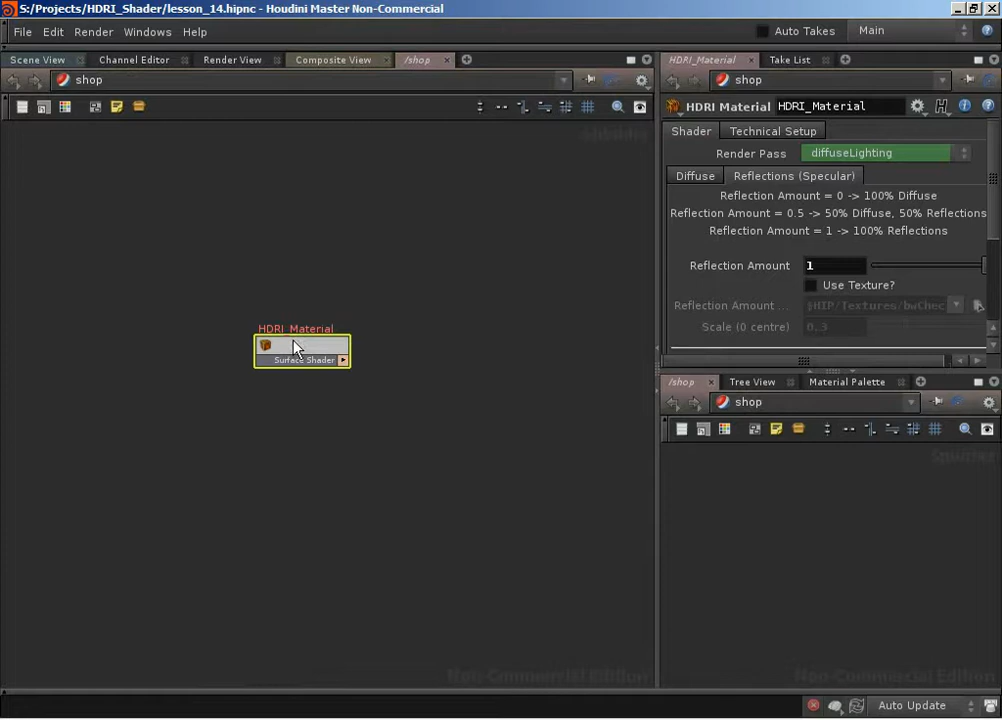 S:/Projects/HDRI_Shader/lesson_14.hipnc - Houdini Master Non-Commercial
File Edit Render Windows Help
Auto Takes Main
Scene View Channel Editor Render View Composite View /shop
shop
HDRI_Material
Surface Shader
Non-Commercial Edition
HDRI_Material Take List
shop
HDRI Material HDRI_Material
Shader Technical Setup
Render Pass diffuseLighting
Diffuse Reflections (Specular)
Reflection Amount = 0 -> 100% Diffuse
Reflection Amount = 0.5 -> 50% Diffuse, 50% Reflections
Reflection Amount = 1 -> 100% Reflections
Reflection Amount 1
Use Texture?
Reflection Amount ... $HIP/Textures/bwChec
Scale (0 centre) 0.3
/shop Tree View Material Palette
shop
Non-Commercial Edition
Auto Update